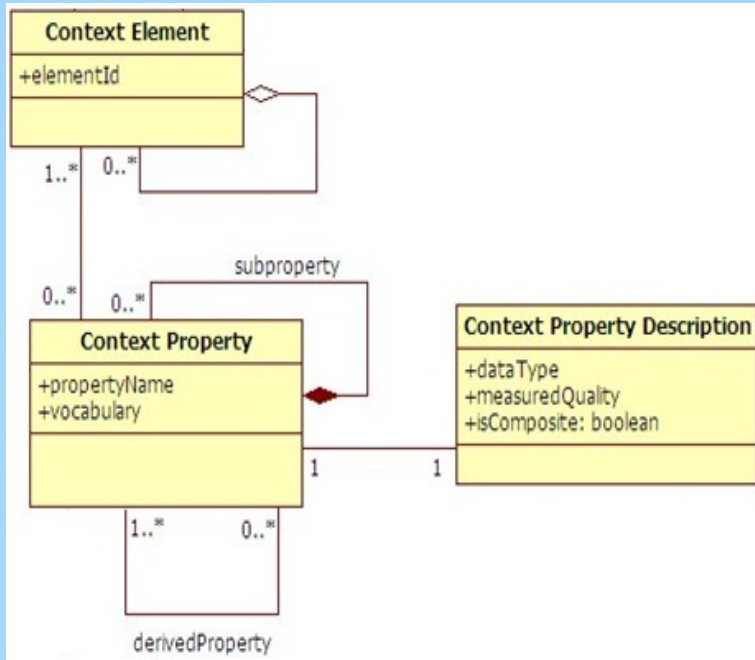 Context Element
+elementId
1..*
0..*
subproperty
0..*
0..*
Context Property
+propertyName
+vocabulary
Context Property Description
+dataType
+measuredQuality
+isComposite: boolean
1
1
1..*
0..*
derivedProperty